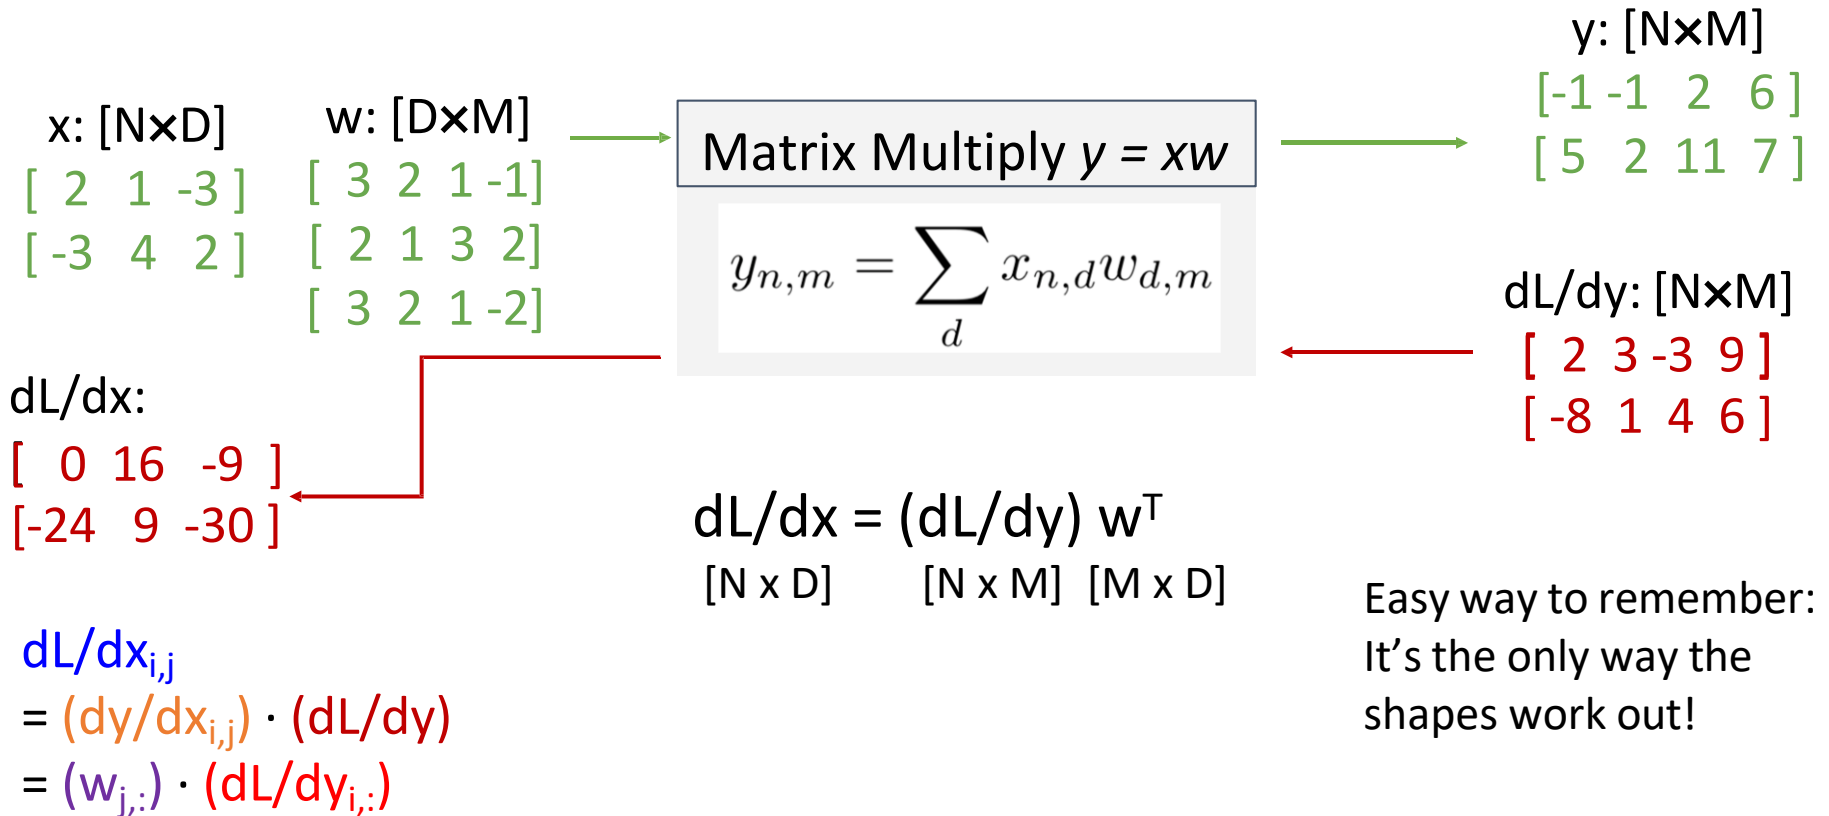 x: [N×D]
[ 2 1 -3 ]
[ -3 4 2 ]
w: [D×M]
[ 3 2 1 -1]
[ 2 1 3 2]
[ 3 2 1 -2]
Matrix Multiply y = xw
y_{n,m} = \sum_d x_{n,d} w_{d,m}
y: [N×M]
[-1 -1 2 6 ]
[ 5 2 11 7 ]
dL/dy: [N×M]
[ 2 3 -3 9 ]
[ -8 1 4 6 ]
dL/dx:
[ 0 16 -9 ]
[-24 9 -30 ]
dL/dx = (dL/dy) w^T
[N x D] [N x M] [M x D]
Easy way to remember:
It’s the only way the
shapes work out!
dL/dx_{i,j}
= (dy/dx_{i,j}) · (dL/dy)
= (w_{j,:}) · (dL/dy_{i,:})